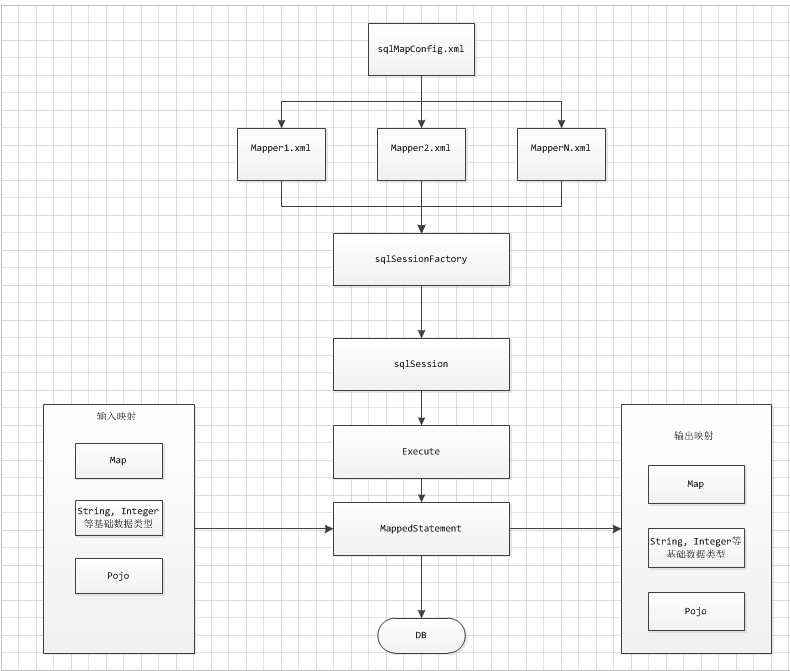 sqlMapConfig.xml
Mapper1.xml
Mapper2.xml
MapperN.xml
sqlSessionFactory
sqlSession
Execute
MappedStatement
DB
输入映射
Map
String, Integer
等基础数据类型
Pojo
输出映射
Map
String, Integer等
基础数据类型
Pojo